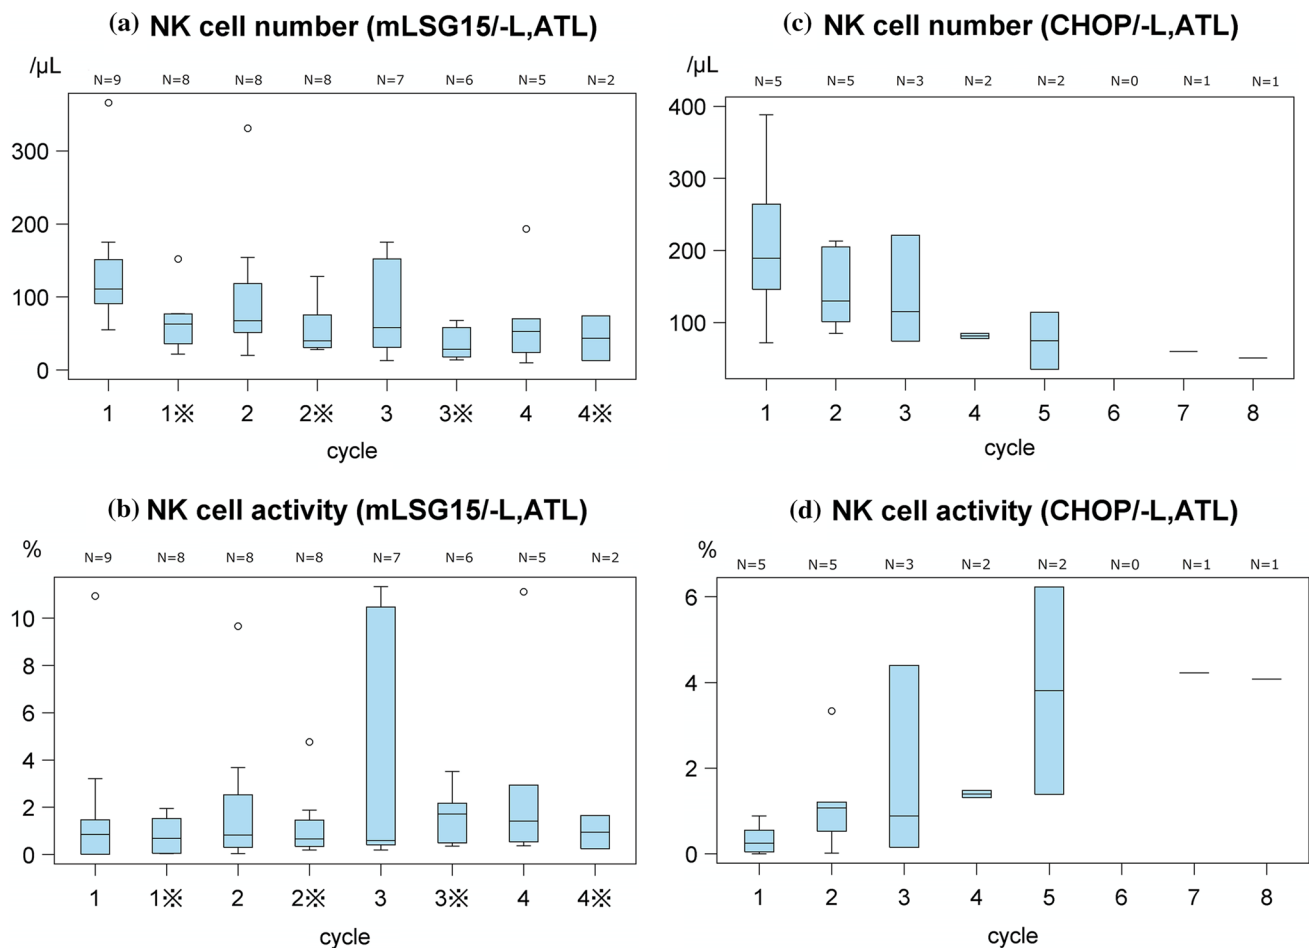 (a) NK cell number (mLSG15/-L,ATL)
/µL
N=9 N=8 N=8 N=8 N=7 N=6 N=5 N=2
300
200
100
0
1 1※ 2 2※ 3 3※ 4 4※
cycle
(c) NK cell number (CHOP/-L,ATL)
/µL
N=5 N=5 N=3 N=2 N=2 N=0 N=1 N=1
400
300
200
100
1 2 3 4 5 6 7 8
cycle
(b) NK cell activity (mLSG15/-L,ATL)
%
N=9 N=8 N=8 N=8 N=7 N=6 N=5 N=2
10
8
6
4
2
0
1 1※ 2 2※ 3 3※ 4 4※
cycle
(d) NK cell activity (CHOP/-L,ATL)
%
N=5 N=5 N=3 N=2 N=2 N=0 N=1 N=1
6
4
2
0
1 2 3 4 5 6 7 8
cycle